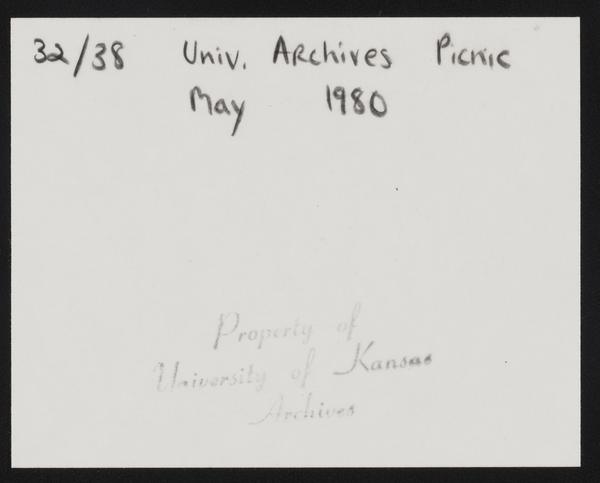 32/38 Univ. Archives Picnic
May 1980
Property of
University of Kansas
Archives